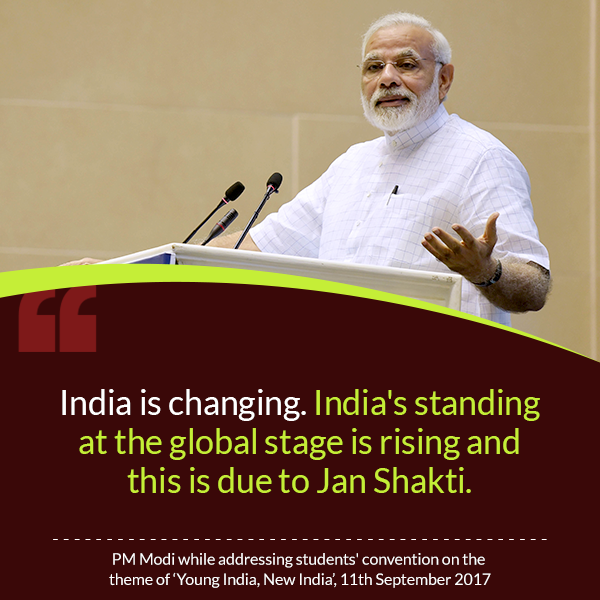 India is changing. India's standing
at the global stage is rising and
this is due to Jan Shakti.
PM Modi while addressing students' convention on the
theme of ‘Young India, New India’, 11th September 2017